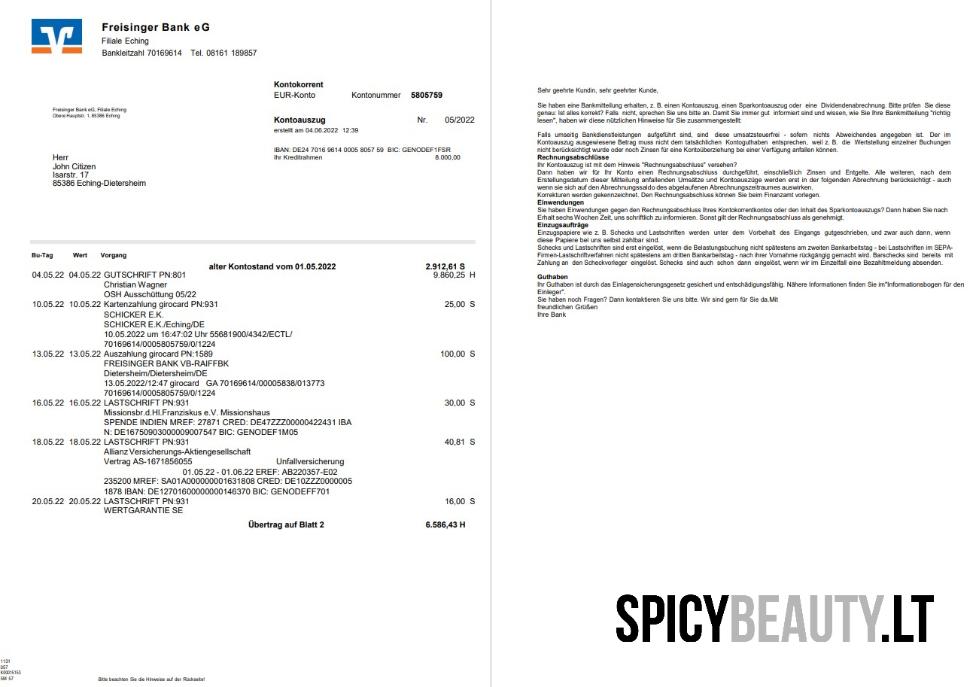 Freisinger Bank eG
Filiale Eching
Bankleitzahl 70169614 Tel. 08161 189857
Kontokorrent
EUR-Konto Kontonummer 5805759
Freisinger Bank eG, Filiale Eching
Obere Hauptstr. 1, 85386 Eching
Kontoauszug Nr. 05/2022
erstellt am 04.06.2022 12:39
IBAN: DE24 7016 9614 0005 8057 59 BIC: GENODEF1FSR
Ihr Kreditrahmen 8.000,00
Herr
John Citizen
Isarstr. 17
85386 Eching-Dietersheim
Bu-Tag Wert Vorgang
alter Kontostand vom 01.05.2022 2.912,61 S
04.05.22 04.05.22 GUTSCHRIFT PN:801 9.860,25 H
Christian Wagner
OSH Ausschüttung 05/22
10.05.22 10.05.22 Kartenzahlung girocard PN:931 25,00 S
SCHICKER E.K.
SCHICKER E.K./Eching/DE
10.05.2022 um 16:47:02 Uhr 55681900/4342/ECTL/
70169614/0005805759/0/1224
13.05.22 13.05.22 Auszahlung girocard PN:1589 100,00 S
FREISINGER BANK VB-RAIFFBK
Dietersheim/Dietersheim/DE
13.05.2022/12:47 girocard GA 70169614/00005838/013773
70169614/0005805759/0/1224
16.05.22 16.05.22 LASTSCHRIFT PN:931 30,00 S
Missionsbr.d.Hl.Franziskus e.V. Missionshaus
SPENDE INDIEN MREF: 27871 CRED: DE47ZZZ00000422431 IBA
N: DE16750903000009007547 BIC: GENODEF1M05
18.05.22 18.05.22 LASTSCHRIFT PN:931 40,81 S
Allianz Versicherungs-Aktiengesellschaft
Vertrag AS-1671856055 Unfallversicherung
01.05.22 - 01.06.22 EREF: AB220357-E02
235200 MREF: SA01A00000001631808 CRED: DE10ZZZ0000005
1878 IBAN: DE12701600000000146370 BIC: GENODEFF701
20.05.22 20.05.22 LASTSCHRIFT PN:931 16,00 S
WERTGARANTIE SE
Übertrag auf Blatt 2 6.586,43 H
Bitte beachten Sie die Hinweise auf der Rückseite!
Sehr geehrte Kundin, sehr geehrter Kunde,
Sie haben eine Bankmitteilung erhalten, z. B. einen Kontoauszug, einen Sparkontoauszug oder eine Dividendenabrechnung. Bitte prüfen Sie diese
genau: Ist alles korrekt? Falls nicht, sprechen Sie uns bitte an. Damit Sie immer gut informiert sind und wissen, wie Sie Ihre Bankmitteilung "richtig
lesen", haben wir diese nützlichen Hinweise für Sie zusammengestellt:
Falls umseitig Bankdienstleistungen aufgeführt sind, sind diese umsatzsteuerfrei - sofern nichts Abweichendes angegeben ist. Der im
Kontoauszug ausgewiesene Betrag muss nicht dem tatsächlichen Kontoguthaben entsprechen, weil z. B. die Wertstellung einzelner Buchungen
nicht berücksichtigt wurde oder noch Zinsen für eine Kontoüberziehung bei einer Verfügung anfallen können.
Rechnungsabschlüsse
Ihr Kontoauszug ist mit dem Hinweis "Rechnungsabschluss" versehen?
Dann haben wir für Ihr Konto einen Rechnungsabschluss durchgeführt, einschließlich Zinsen und Entgelte. Alle weiteren, nach dem
Erstellungsdatum dieser Mitteilung anfallenden Umsätze und Kontoauszüge werden erst in der folgenden Abrechnung berücksichtigt - auch
wenn sie sich auf den Abrechnungssaldo des abgelaufenen Abrechnungszeitraumes auswirken.
Korrekturen werden gekennzeichnet. Den Rechnungsabschluss können Sie beim Finanzamt vorlegen.
Einwendungen
Sie haben Einwendungen gegen den Rechnungsabschluss Ihres Kontokorrentkontos oder den Inhalt des Sparkontoauszugs? Dann haben Sie nach
Erhalt sechs Wochen Zeit, uns schriftlich zu informieren. Sonst gilt der Rechnungsabschluss als genehmigt.
Einzugsaufträge
Einzugspapiere wie z. B. Schecks und Lastschriften werden unter dem Vorbehalt des Eingangs gutgeschrieben, und zwar auch dann, wenn
diese Papiere bei uns selbst zahlbar sind.
Schecks und Lastschriften sind erst eingelöst, wenn die Belastungsbuchung nicht spätestens am zweiten Bankarbeitstag - bei Lastschriften im SEPA-
Firmen-Lastschriftverfahren nicht spätestens am dritten Bankarbeitstag - nach ihrer Vornahme rückgängig gemacht wird. Barschecks sind bereits mit
Zahlung an den Scheckvorleger eingelöst. Schecks sind auch schon dann eingelöst, wenn wir im Einzelfall eine Bezahltmeldung absenden.
Guthaben
Ihr Guthaben ist durch das Einlagensicherungsgesetz gesichert und entschädigungsfähig. Nähere Informationen finden Sie im"Informationsbogen für den
Einleger".
Sie haben noch Fragen? Dann kontaktieren Sie uns bitte. Wir sind gern für Sie da.Mit
freundlichen Grüßen
Ihre Bank
SPICYBEAUTY.LT